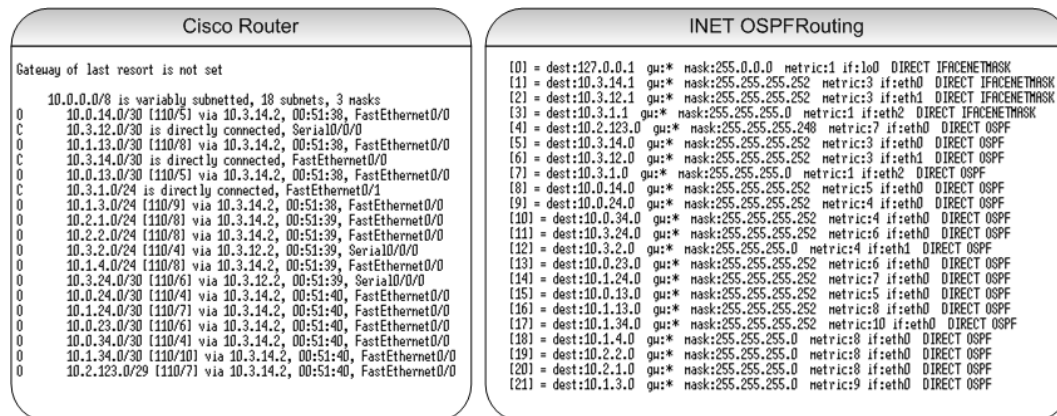 Cisco Router
Gateway of last resort is not set
10.0.0.0/8 is variably subnetted, 18 subnets, 3 masks
O 10.0.14.0/30 [110/5] via 10.3.14.2, 00:51:38, FastEthernet0/0
C 10.3.12.0/30 is directly connected, Serial0/0/0
O 10.1.13.0/30 [110/8] via 10.3.14.2, 00:51:38, FastEthernet0/0
C 10.3.14.0/30 is directly connected, FastEthernet0/0
O 10.0.13.0/30 [110/5] via 10.3.14.2, 00:51:38, FastEthernet0/0
C 10.3.1.0/24 is directly connected, FastEthernet0/1
O 10.1.3.0/24 [110/9] via 10.3.14.2, 00:51:38, FastEthernet0/0
O 10.2.1.0/24 [110/8] via 10.3.14.2, 00:51:39, FastEthernet0/0
O 10.2.2.0/24 [110/8] via 10.3.14.2, 00:51:39, FastEthernet0/0
O 10.3.2.0/24 [110/4] via 10.3.12.2, 00:51:39, Serial0/0/0
O 10.1.4.0/24 [110/8] via 10.3.14.2, 00:51:39, FastEthernet0/0
O 10.3.24.0/30 [110/6] via 10.3.12.2, 00:51:39, Serial0/0/0
O 10.0.24.0/30 [110/4] via 10.3.14.2, 00:51:40, FastEthernet0/0
O 10.1.24.0/30 [110/7] via 10.3.14.2, 00:51:40, FastEthernet0/0
O 10.0.23.0/30 [110/6] via 10.3.14.2, 00:51:40, FastEthernet0/0
O 10.0.34.0/30 [110/4] via 10.3.14.2, 00:51:40, FastEthernet0/0
O 10.1.34.0/30 [110/10] via 10.3.14.2, 00:51:40, FastEthernet0/0
O 10.2.123.0/29 [110/7] via 10.3.14.2, 00:51:40, FastEthernet0/0
INET OSPFRouting
[0] = dest:127.0.0.1 gw:* mask:255.0.0.0 metric:1 if:lo0 DIRECT IFACENETMASK
[1] = dest:10.3.14.1 gw:* mask:255.255.255.252 metric:3 if:eth0 DIRECT IFACENETMASK
[2] = dest:10.3.12.1 gw:* mask:255.255.255.252 metric:3 if:eth1 DIRECT IFACENETMASK
[3] = dest:10.3.1.1 gw:* mask:255.255.255.0 metric:1 if:eth2 DIRECT IFACENETMASK
[4] = dest:10.2.123.0 gw:* mask:255.255.255.248 metric:7 if:eth0 DIRECT OSPF
[5] = dest:10.3.14.0 gw:* mask:255.255.255.252 metric:3 if:eth0 DIRECT OSPF
[6] = dest:10.3.12.0 gw:* mask:255.255.255.252 metric:3 if:eth1 DIRECT OSPF
[7] = dest:10.3.1.0 gw:* mask:255.255.255.0 metric:1 if:eth2 DIRECT OSPF
[8] = dest:10.0.14.0 gw:* mask:255.255.255.252 metric:5 if:eth0 DIRECT OSPF
[9] = dest:10.0.24.0 gw:* mask:255.255.255.252 metric:4 if:eth0 DIRECT OSPF
[10] = dest:10.0.34.0 gw:* mask:255.255.255.252 metric:4 if:eth0 DIRECT OSPF
[11] = dest:10.3.24.0 gw:* mask:255.255.255.252 metric:6 if:eth0 DIRECT OSPF
[12] = dest:10.3.2.0 gw:* mask:255.255.255.0 metric:4 if:eth1 DIRECT OSPF
[13] = dest:10.0.23.0 gw:* mask:255.255.255.252 metric:6 if:eth0 DIRECT OSPF
[14] = dest:10.1.24.0 gw:* mask:255.255.255.252 metric:7 if:eth0 DIRECT OSPF
[15] = dest:10.0.13.0 gw:* mask:255.255.255.252 metric:5 if:eth0 DIRECT OSPF
[16] = dest:10.1.13.0 gw:* mask:255.255.255.252 metric:8 if:eth0 DIRECT OSPF
[17] = dest:10.1.34.0 gw:* mask:255.255.255.252 metric:10 if:eth0 DIRECT OSPF
[18] = dest:10.1.4.0 gw:* mask:255.255.255.0 metric:8 if:eth0 DIRECT OSPF
[19] = dest:10.2.2.0 gw:* mask:255.255.255.0 metric:8 if:eth0 DIRECT OSPF
[20] = dest:10.2.1.0 gw:* mask:255.255.255.0 metric:8 if:eth0 DIRECT OSPF
[21] = dest:10.1.3.0 gw:* mask:255.255.255.0 metric:9 if:eth0 DIRECT OSPF